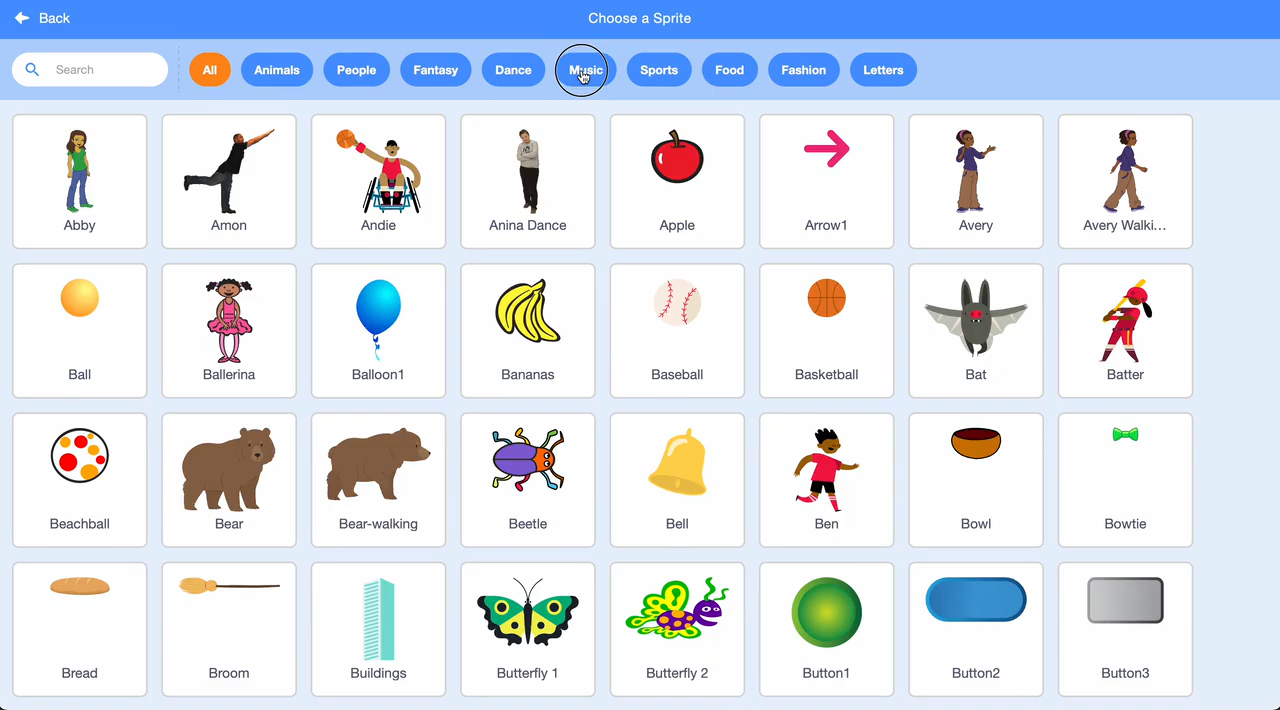 Back
Choose a Sprite
Search
All
Animals
People
Fantasy
Dance
Music
Sports
Food
Fashion
Letters
Abby
Amon
Andie
Anina Dance
Apple
Arrow1
Avery
Avery Walki...
Ball
Ballerina
Balloon1
Bananas
Baseball
Basketball
Bat
Batter
Beachball
Bear
Bear-walking
Beetle
Bell
Ben
Bowl
Bowtie
Bread
Broom
Buildings
Butterfly 1
Butterfly 2
Button1
Button2
Button3